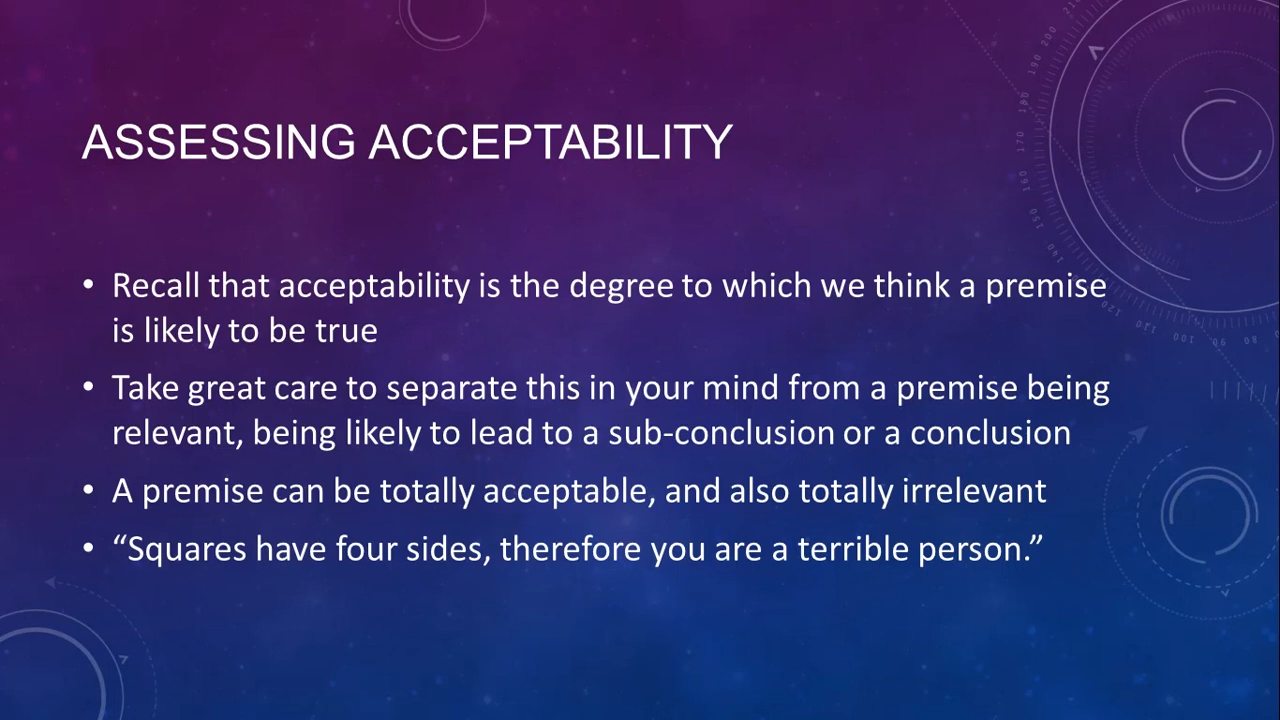 ASSESSING ACCEPTABILITY
• Recall that acceptability is the degree to which we think a premise
is likely to be true
• Take great care to separate this in your mind from a premise being
relevant, being likely to lead to a sub-conclusion or a conclusion
• A premise can be totally acceptable, and also totally irrelevant
• “Squares have four sides, therefore you are a terrible person.”